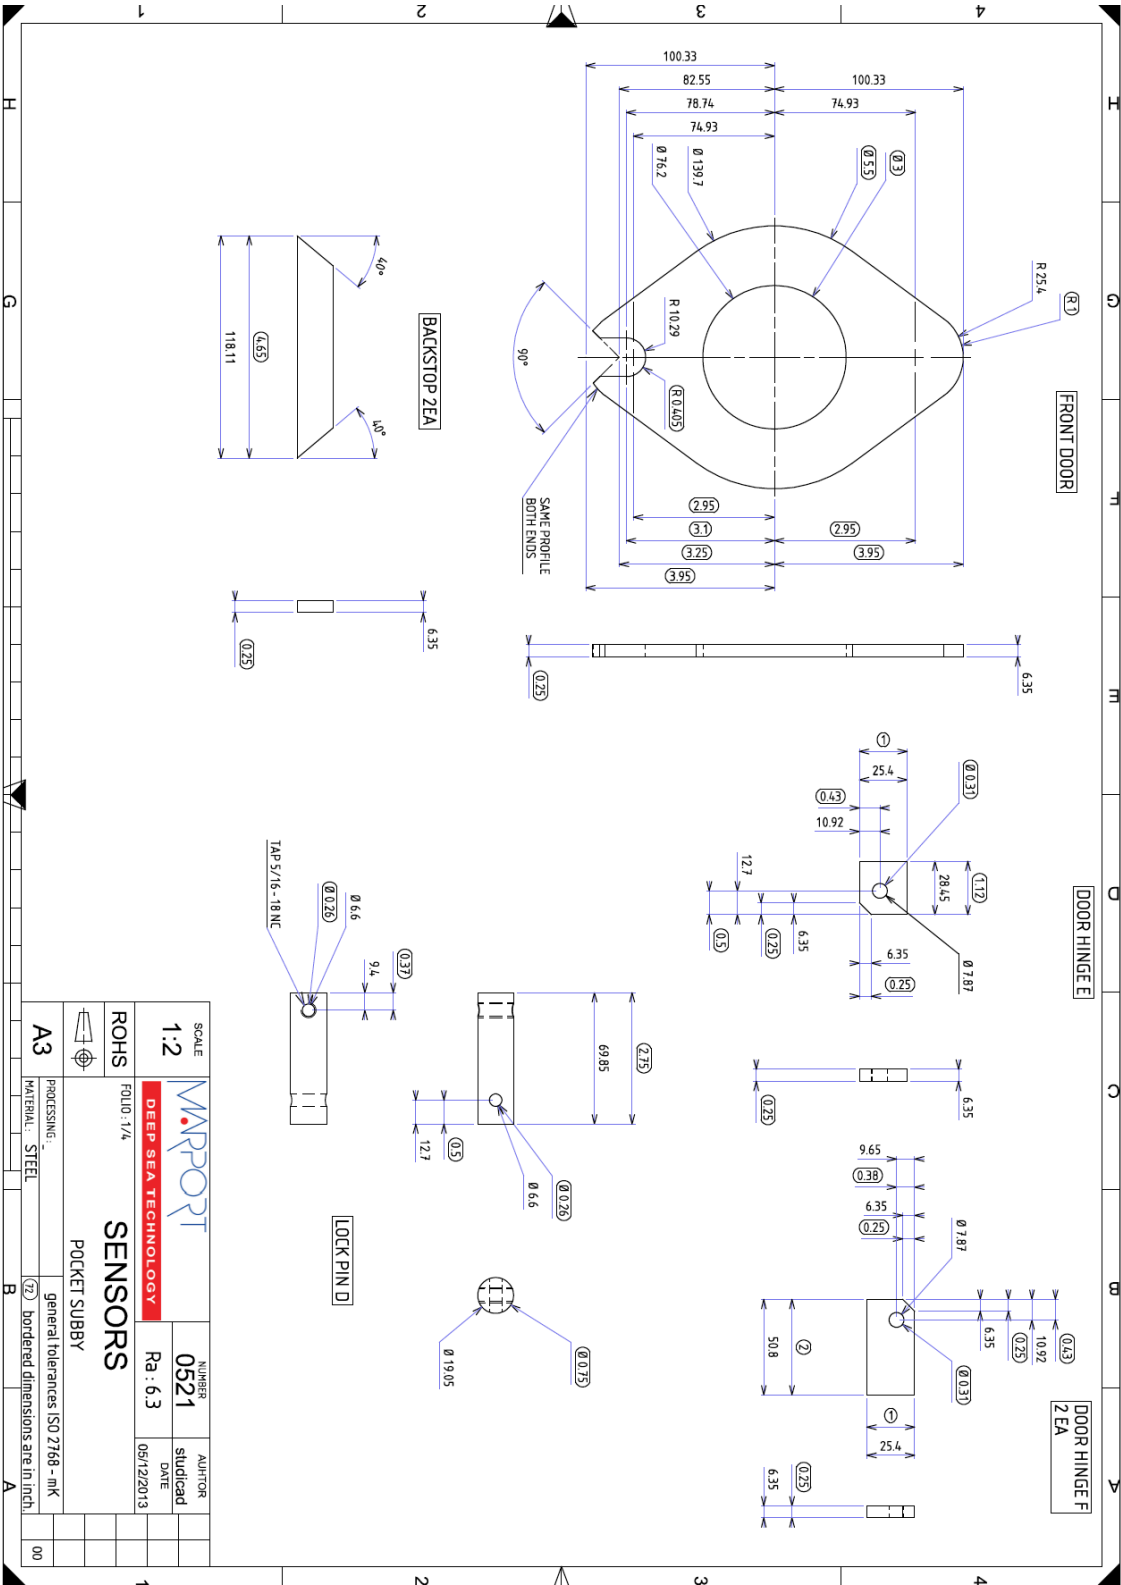 FRONT DOOR
100.33
82.55
78.74
74.93
100.33
74.93
Ø 76.2
Ø 139.7
Ø 5.5
Ø 3
R 25.4
R 1
R 10.29
R 0.405
90°
SAME PROFILE
BOTH ENDS
2.95
3.1
3.25
3.95
2.95
3.95
6.35
0.25
BACKSTOP 2EA
40°
40°
4.65
118.11
6.35
0.25
DOOR HINGE E
1
25.4
0.43
10.92
Ø 0.31
12.7
0.5
0.25
6.35
28.45
1.12
6.35
0.25
Ø 7.87
6.35
0.25
DOOR HINGE F
2 EA
9.65
0.38
6.35
0.25
Ø 7.87
6.35
0.25
10.92
0.43
Ø 0.31
50.8
2
1
25.4
6.35
0.25
LOCK PIN D
TAP 5/16 - 18 NC
Ø 0.26
Ø 6.6
9.4
0.37
69.85
2.75
12.7
0.5
Ø 6.6
Ø 0.26
Ø 19.05
Ø 0.75
SCALE
1:2
ROHS
A3
MARPORT
DEEP SEA TECHNOLOGY
FOLIO : 1/4
SENSORS
POCKET SUBBY
PROCESSING : -
MATERIAL : STEEL
NUMBER
0521
Ra : 6.3
AUHTOR
studicad
DATE
05/12/2013
general tolerances ISO 2768 - mK
72 bordered dimensions are in inch.
00
1
2
3
4
1
2
3
4
H
G
F
E
D
C
B
A
H
G
B
A